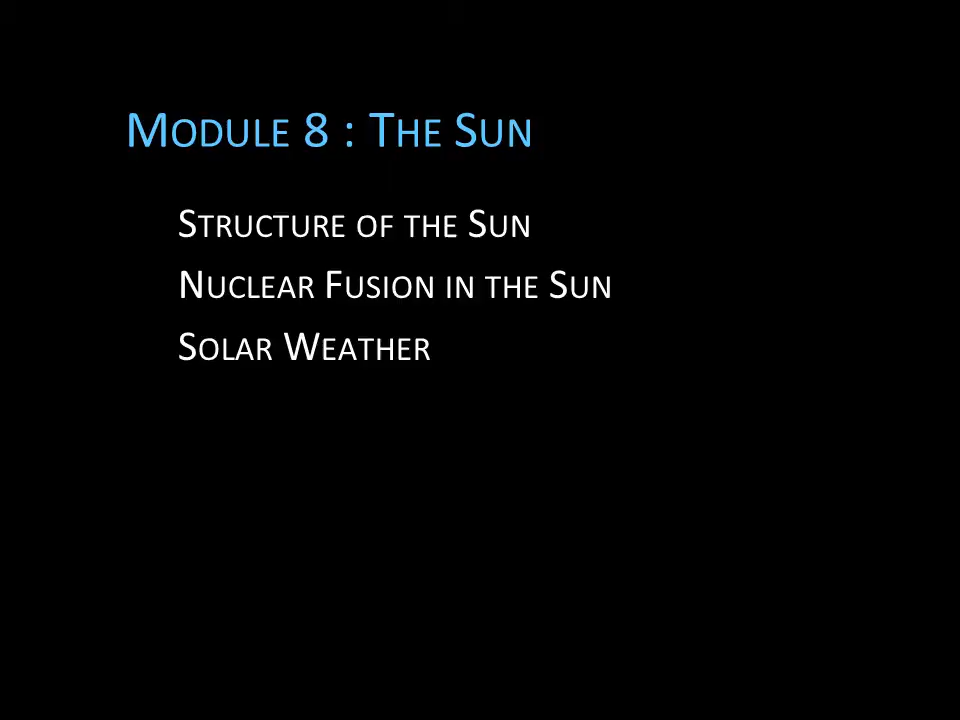 Module 8 : The Sun
Structure of the Sun
Nuclear Fusion in the Sun
Solar Weather